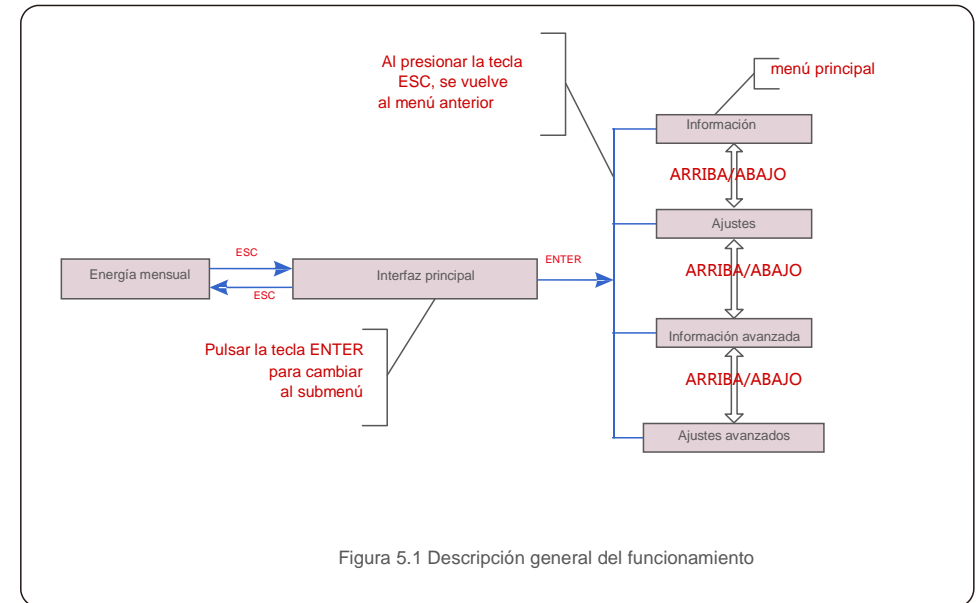 Al presionar la tecla
ESC, se vuelve
al menú anterior
menú principal
Información
ARRIBA/ABAJO
Ajustes
ESC
ENTER
Energía mensual
Interfaz principal
ARRIBA/ABAJO
ESC
Información avanzada
Pulsar la tecla ENTER
para cambiar
al submenú
ARRIBA/ABAJO
Ajustes avanzados
Figura 5.1 Descripción general del funcionamiento